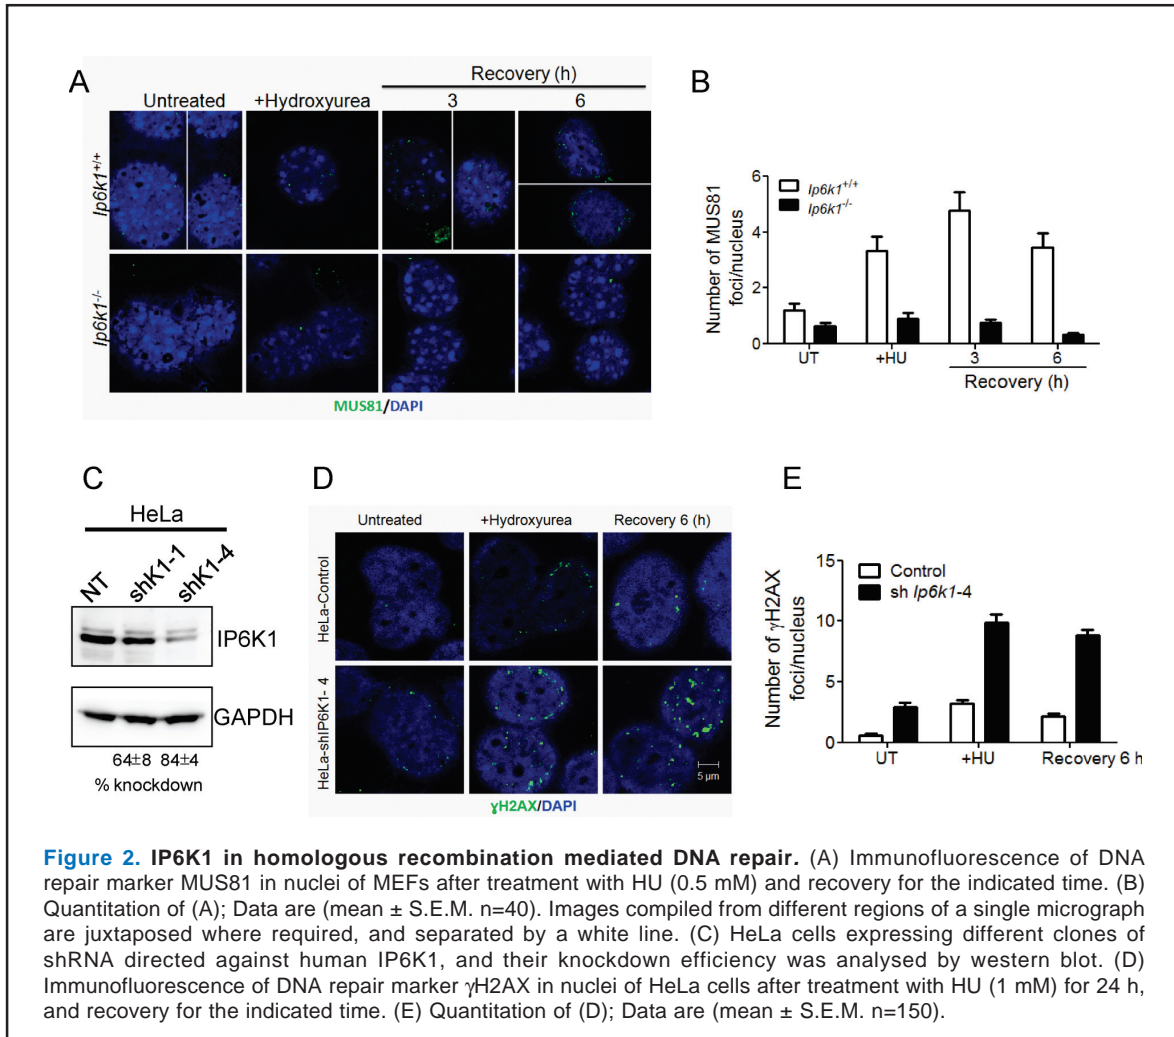 A
Recovery (h)
Untreated +Hydroxyurea 3 6
Ip6k1+/+
Ip6k1-/-
MUS81/DAPI
B
Number of MUS81
foci/nucleus
6
4
2
0
Ip6k1+/+
Ip6k1-/-
UT +HU 3 6
Recovery (h)
C
HeLa
NT shK1-1 shK1-4
IP6K1
GAPDH
64±8 84±4
% knockdown
D
Untreated +Hydroxyurea Recovery 6 (h)
HeLa-Control
HeLa-shIP6K1- 4
5 µm
γH2AX/DAPI
E
Number of γH2AX
foci/nucleus
15
10
5
0
Control
sh Ip6k1-4
UT +HU Recovery 6 h
Figure 2. IP6K1 in homologous recombination mediated DNA repair. (A) Immunofluorescence of DNA
repair marker MUS81 in nuclei of MEFs after treatment with HU (0.5 mM) and recovery for the indicated time. (B)
Quantitation of (A); Data are (mean ± S.E.M. n=40). Images compiled from different regions of a single micrograph
are juxtaposed where required, and separated by a white line. (C) HeLa cells expressing different clones of
shRNA directed against human IP6K1, and their knockdown efficiency was analysed by western blot. (D)
Immunofluorescence of DNA repair marker γH2AX in nuclei of HeLa cells after treatment with HU (1 mM) for 24 h,
and recovery for the indicated time. (E) Quantitation of (D); Data are (mean ± S.E.M. n=150).